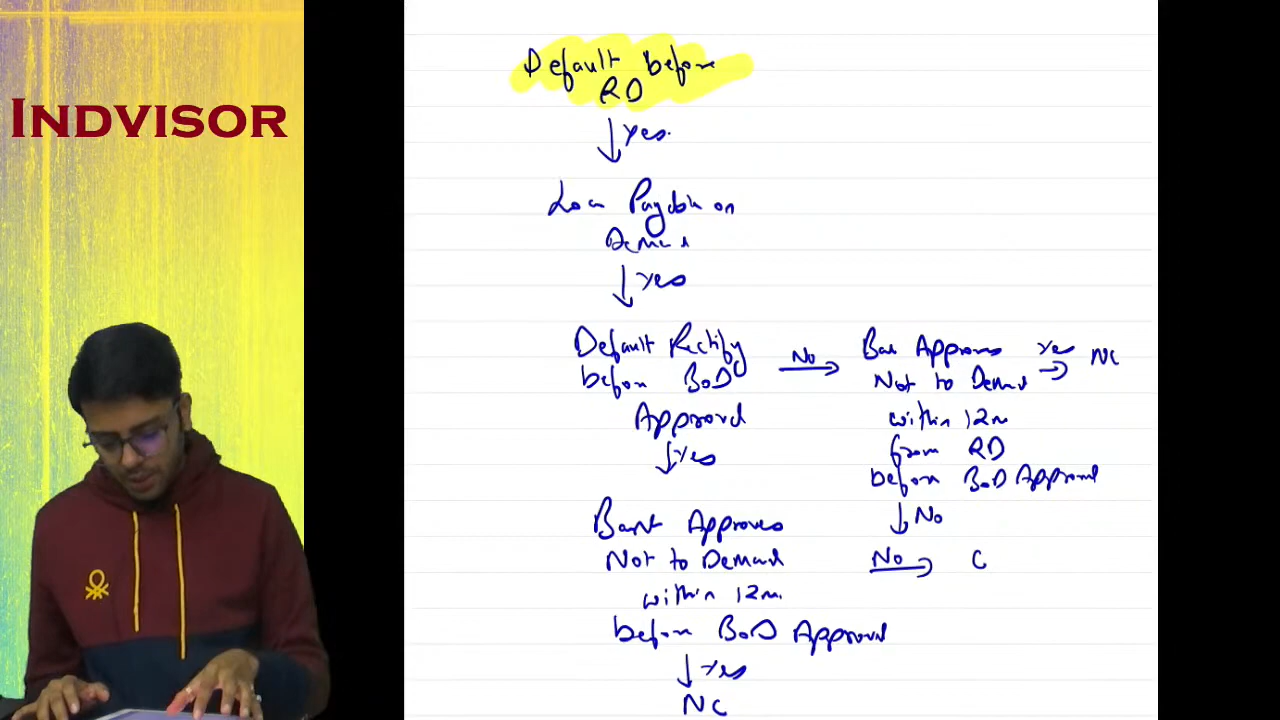 INDVISOR
Default before
RD
Yes.
Loan Payable on
Demand
Yes
Default Rectify
before BoD
Approval
No
Bank Approves
Not to Demand
within 12m
from RD
before BoD Approval
Yes
NC
No
Yes
Bank Approves
Not to Demand
within 12m.
before BoD Approval
No
C
Yes
NC